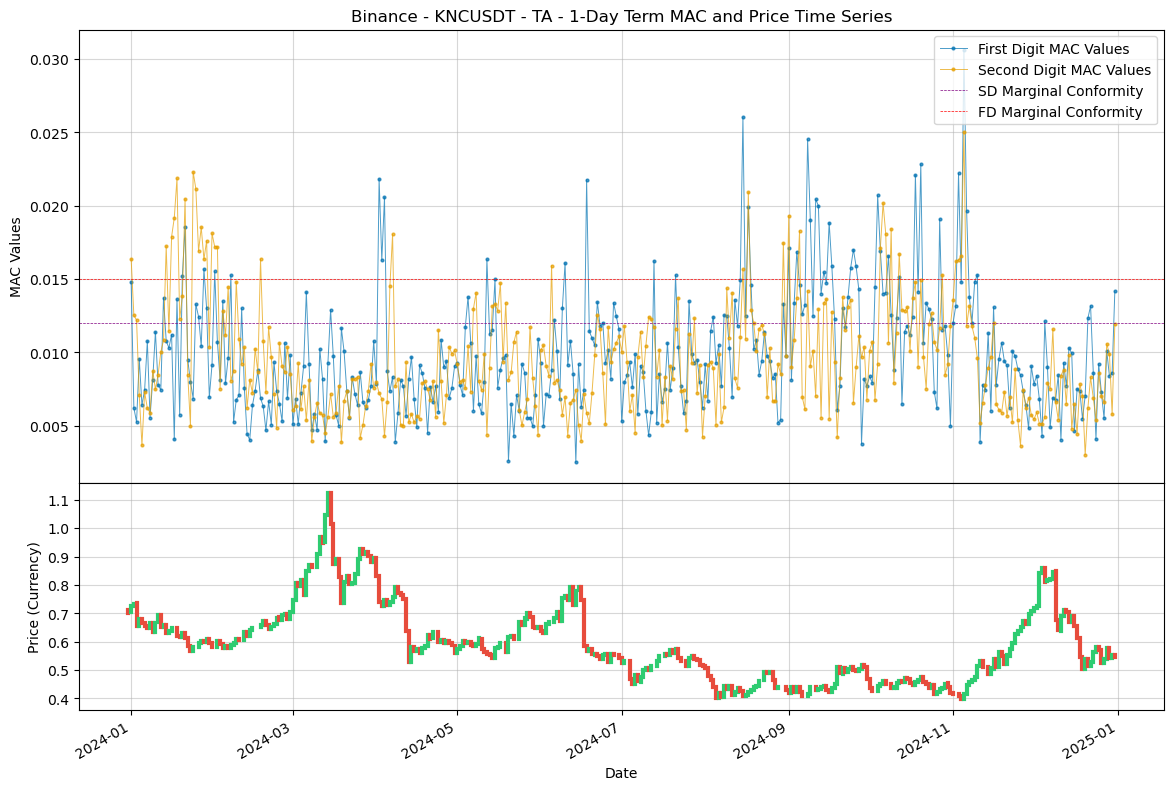 Binance - KNCUSDT - TA - 1-Day Term MAC and Price Time Series
First Digit MAC Values
Second Digit MAC Values
SD Marginal Conformity
FD Marginal Conformity
MAC Values
0.030
0.025
0.020
0.015
0.010
0.005
Price (Currency)
1.1
1.0
0.9
0.8
0.7
0.6
0.5
0.4
2024-01
2024-03
2024-05
2024-07
2024-09
2024-11
2025-01
Date